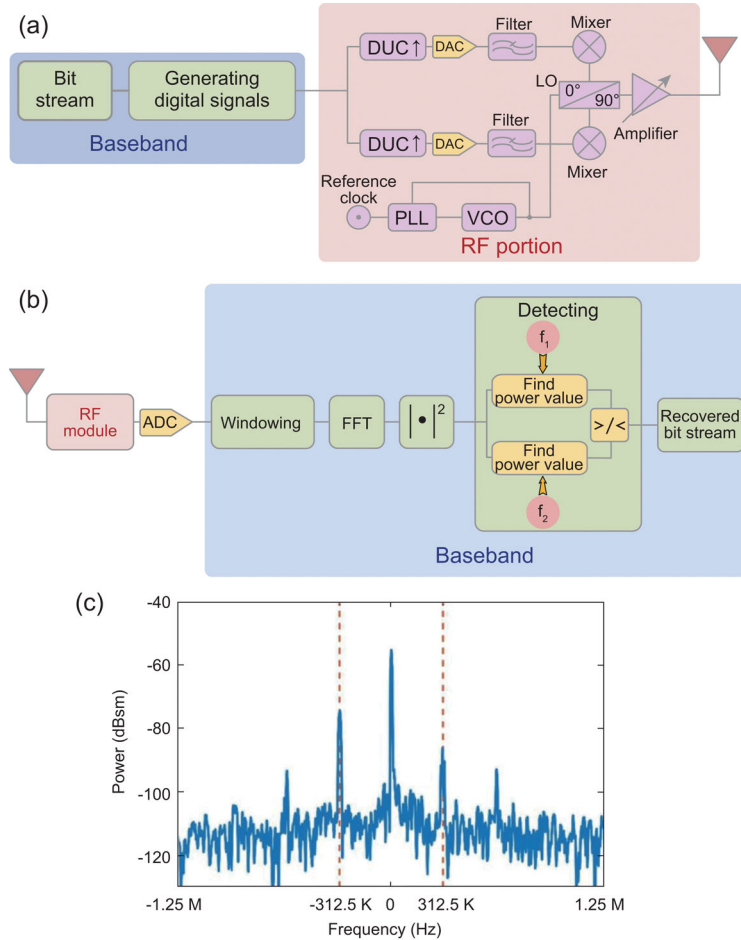 (a)
Bit
stream
Generating
digital signals
Baseband
DUC↑
DAC
Filter
Mixer
LO
0°
90°
Amplifier
DUC↑
DAC
Filter
Mixer
Reference
clock
PLL
VCO
RF portion
(b)
RF
module
ADC
Windowing
FFT
|•|²
Detecting
f₁
Find
power value
>/<
Find
power value
f₂
Recovered
bit stream
Baseband
(c)
Power (dBsm)
-40
-60
-80
-100
-120
-1.25 M
-312.5 K
0
312.5 K
1.25 M
Frequency (Hz)